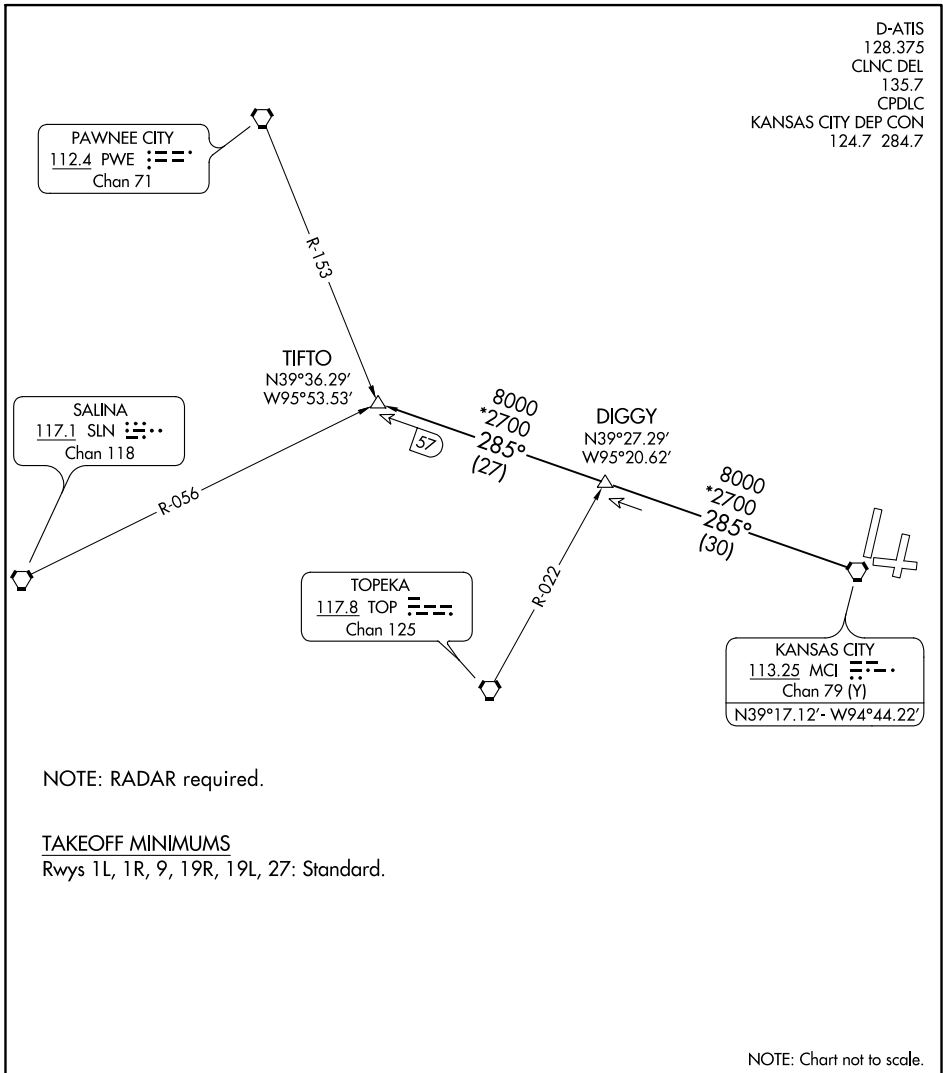 D-ATIS
128.375
CLNC DEL
135.7
CPDLC
KANSAS CITY DEP CON
124.7 284.7
PAWNEE CITY
112.4 PWE
Chan 71
R-153
TIFTO
N39°36.29'
W95°53.53'
SALINA
117.1 SLN
Chan 118
R-056
57
8000
*2700
285°
(27)
DIGGY
N39°27.29'
W95°20.62'
8000
*2700
285°
(30)
TOPEKA
117.8 TOP
Chan 125
R-022
KANSAS CITY
113.25 MCI
Chan 79 (Y)
N39°17.12'- W94°44.22'
NOTE: RADAR required.
TAKEOFF MINIMUMS
Rwys 1L, 1R, 9, 19R, 19L, 27: Standard.
NOTE: Chart not to scale.